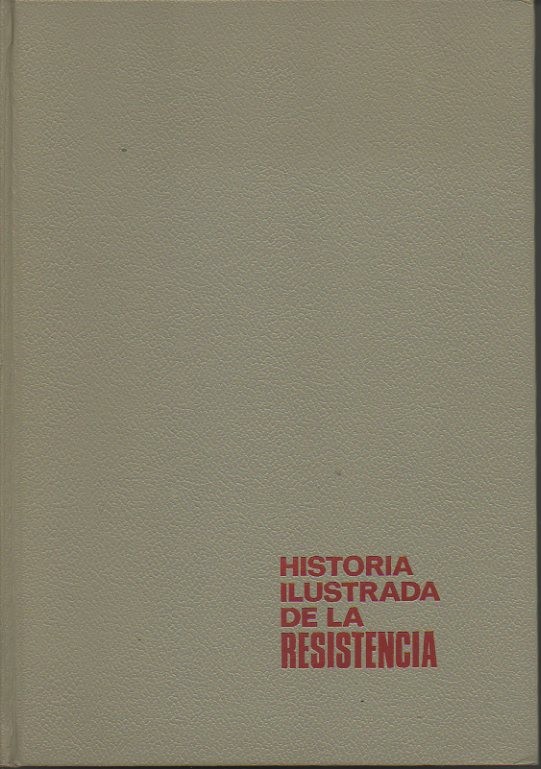 HISTORIA
ILUSTRADA
DE LA
RESISTENCIA